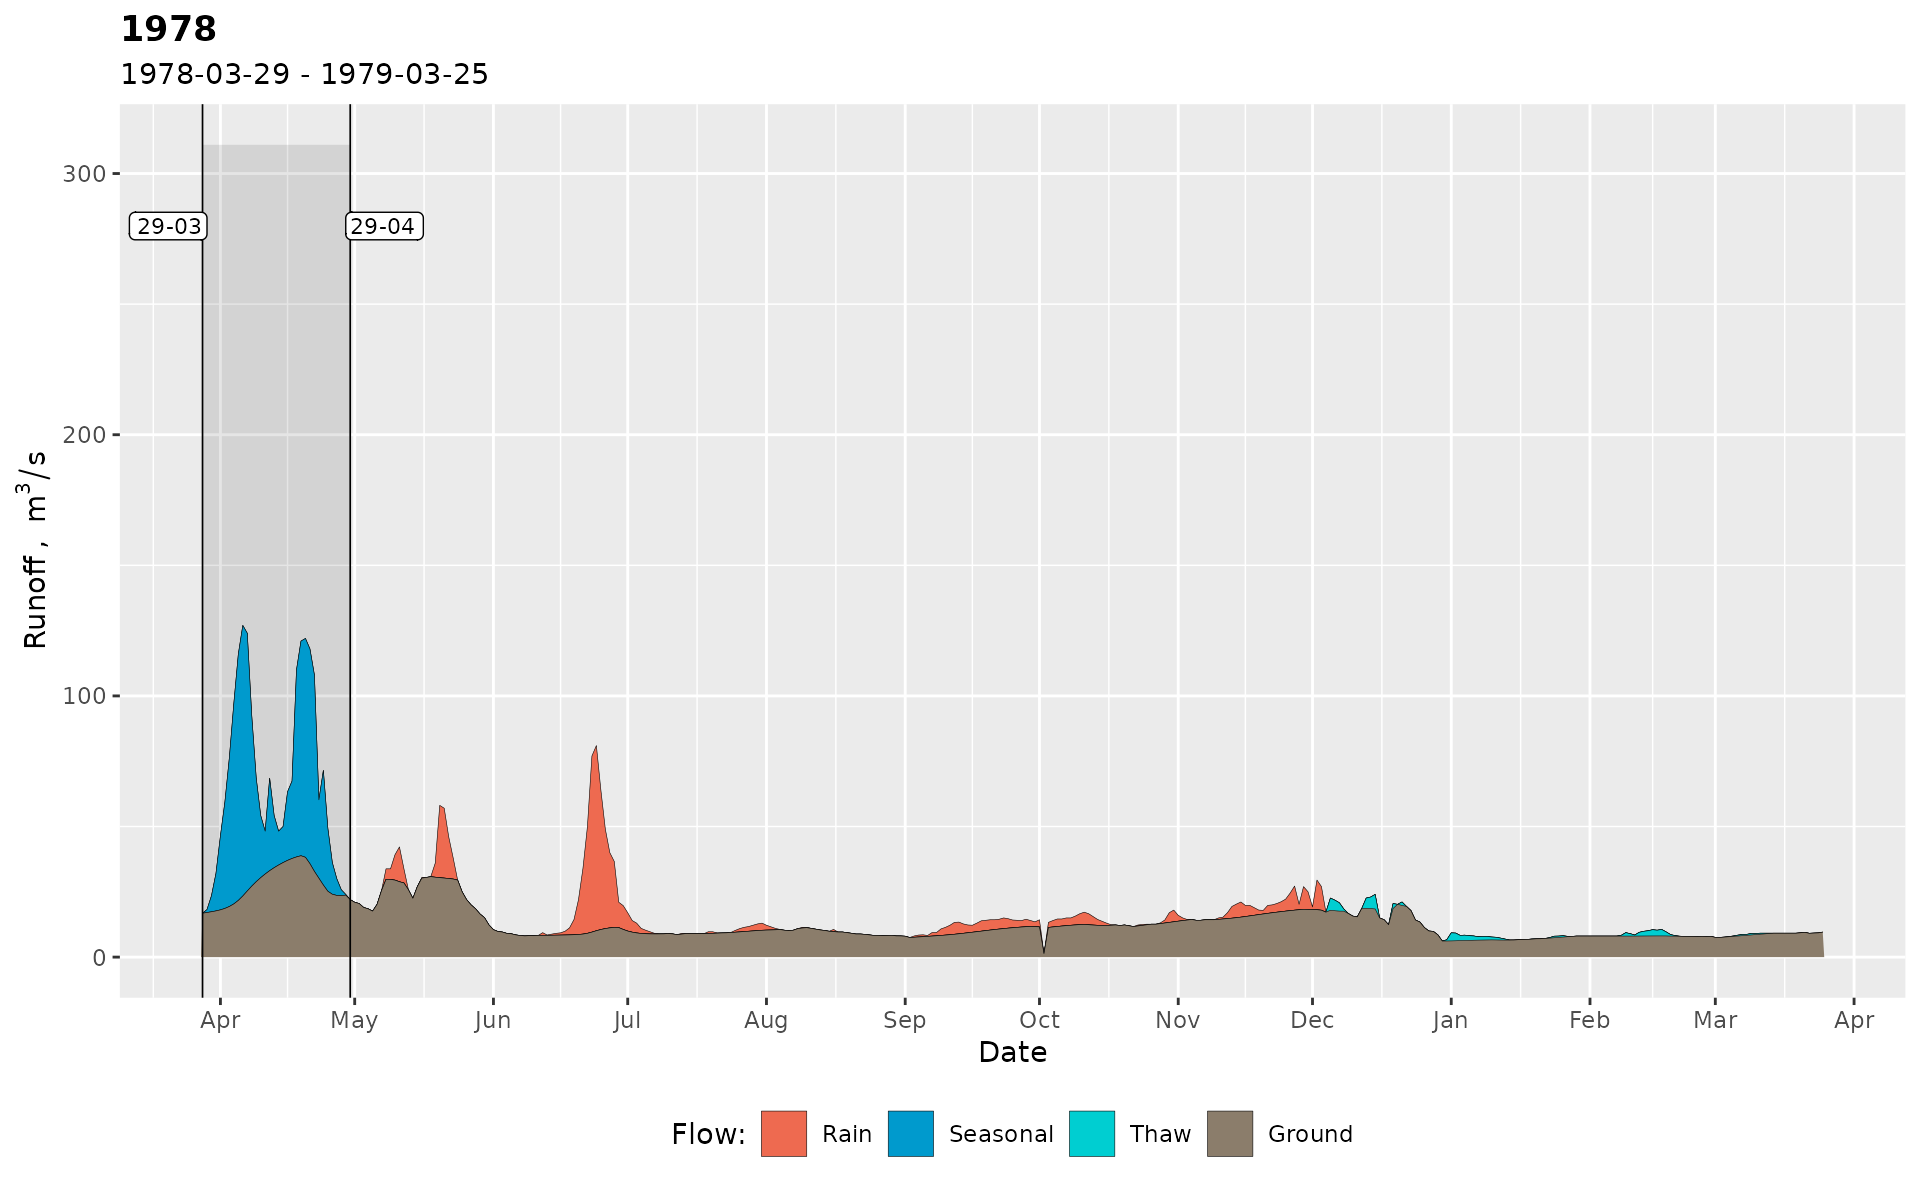 1978
1978-03-29 - 1979-03-25
300
200
100
0
29-03
29-04
Runoff , m³/s
Apr May Jun Jul Aug Sep Oct Nov Dec Jan Feb Mar Apr
Date
Flow: Rain Seasonal Thaw Ground